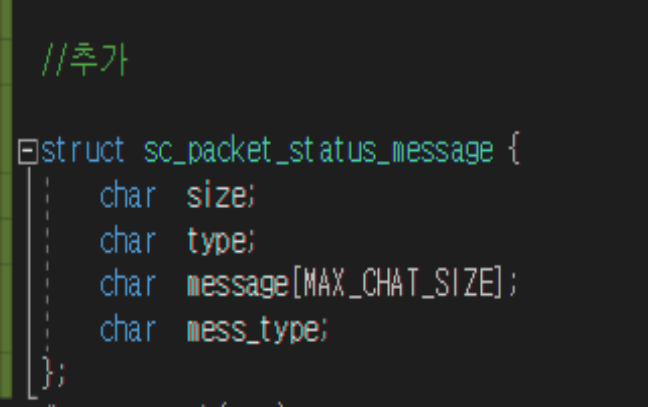 //추가
struct sc_packet_status_message {
char size;
char type;
char message[MAX_CHAT_SIZE];
char mess_type;
};